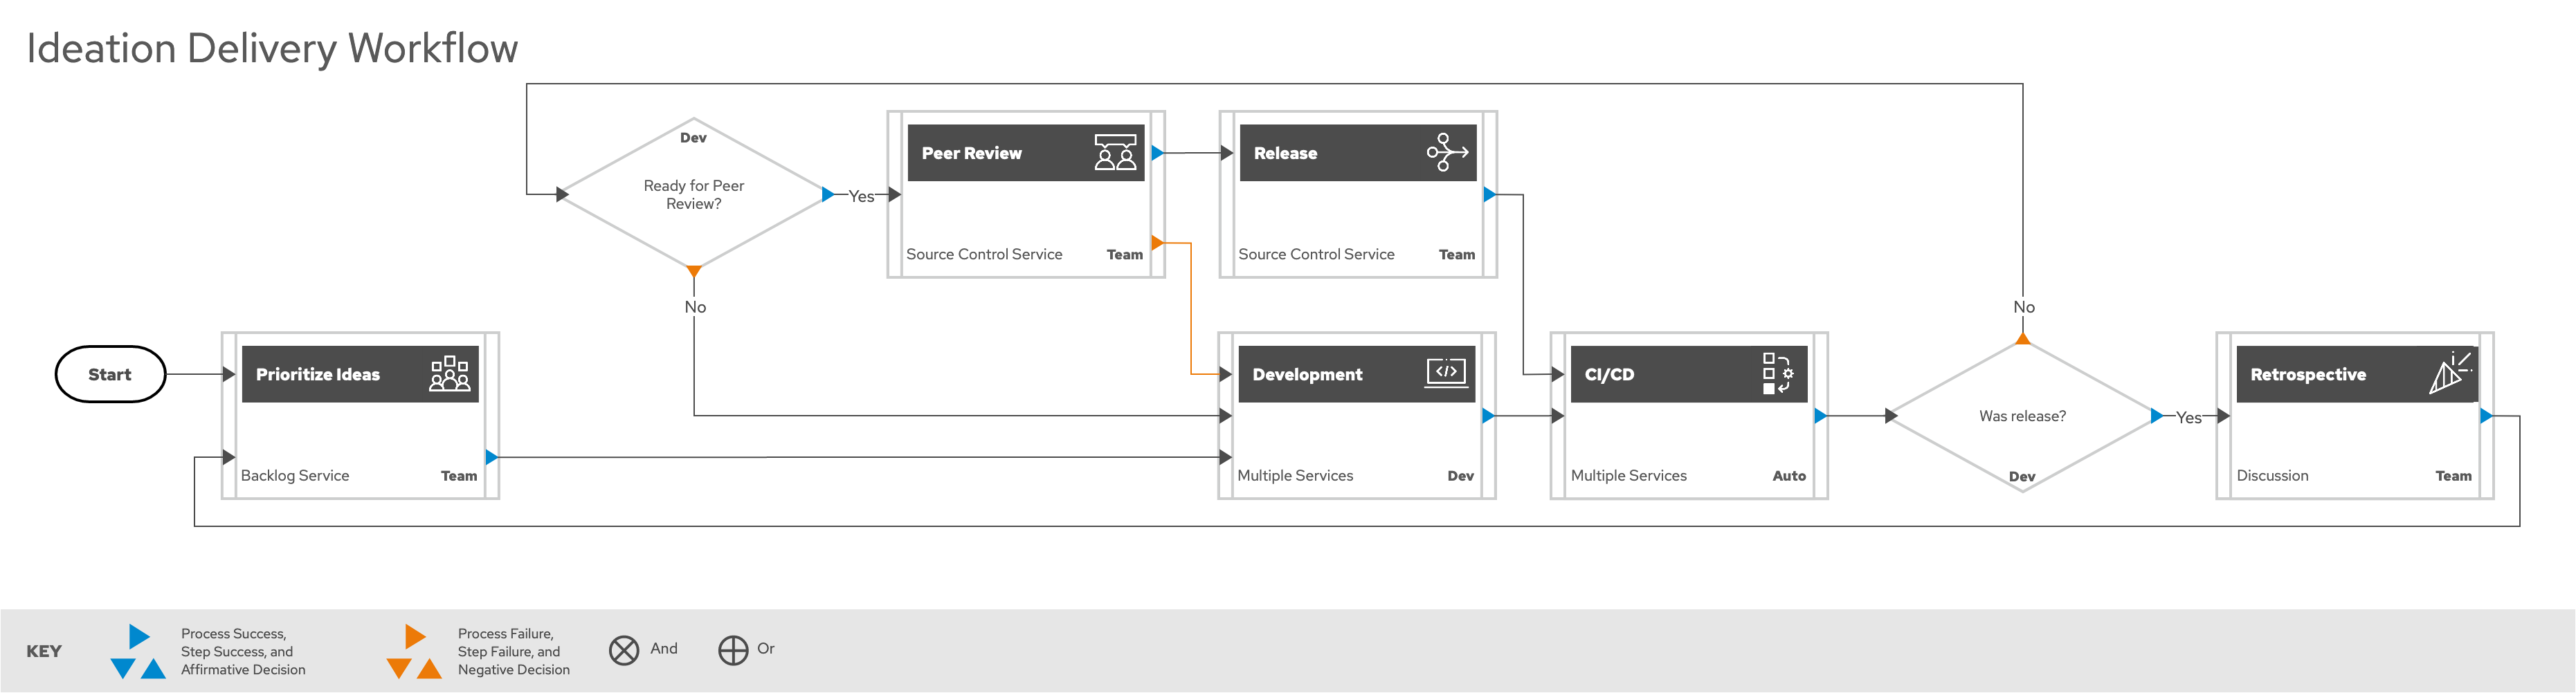 Ideation Delivery Workflow
Dev
Ready for Peer
Review?
Yes
No
Peer Review
Source Control Service
Team
Release
Source Control Service
Team
Start
Prioritize Ideas
Backlog Service
Team
Development
Multiple Services
Dev
CI/CD
Multiple Services
Auto
No
Was release?
Dev
Yes
Retrospective
Discussion
Team
KEY
Process Success,
Step Success, and
Affirmative Decision
Process Failure,
Step Failure, and
Negative Decision
And
Or